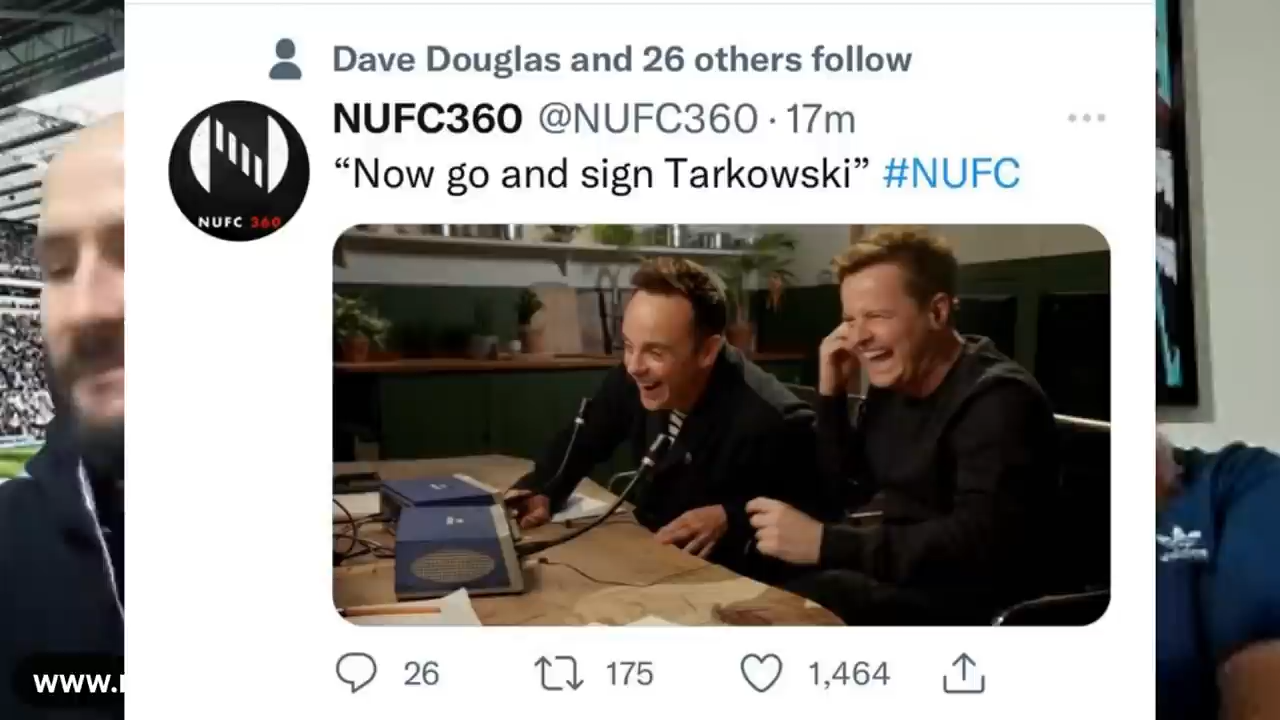 Dave Douglas and 26 others follow
NUFC360 @NUFC360 · 17m
“Now go and sign Tarkowski” #NUFC
NUFC 360
26 175 1,464
www.